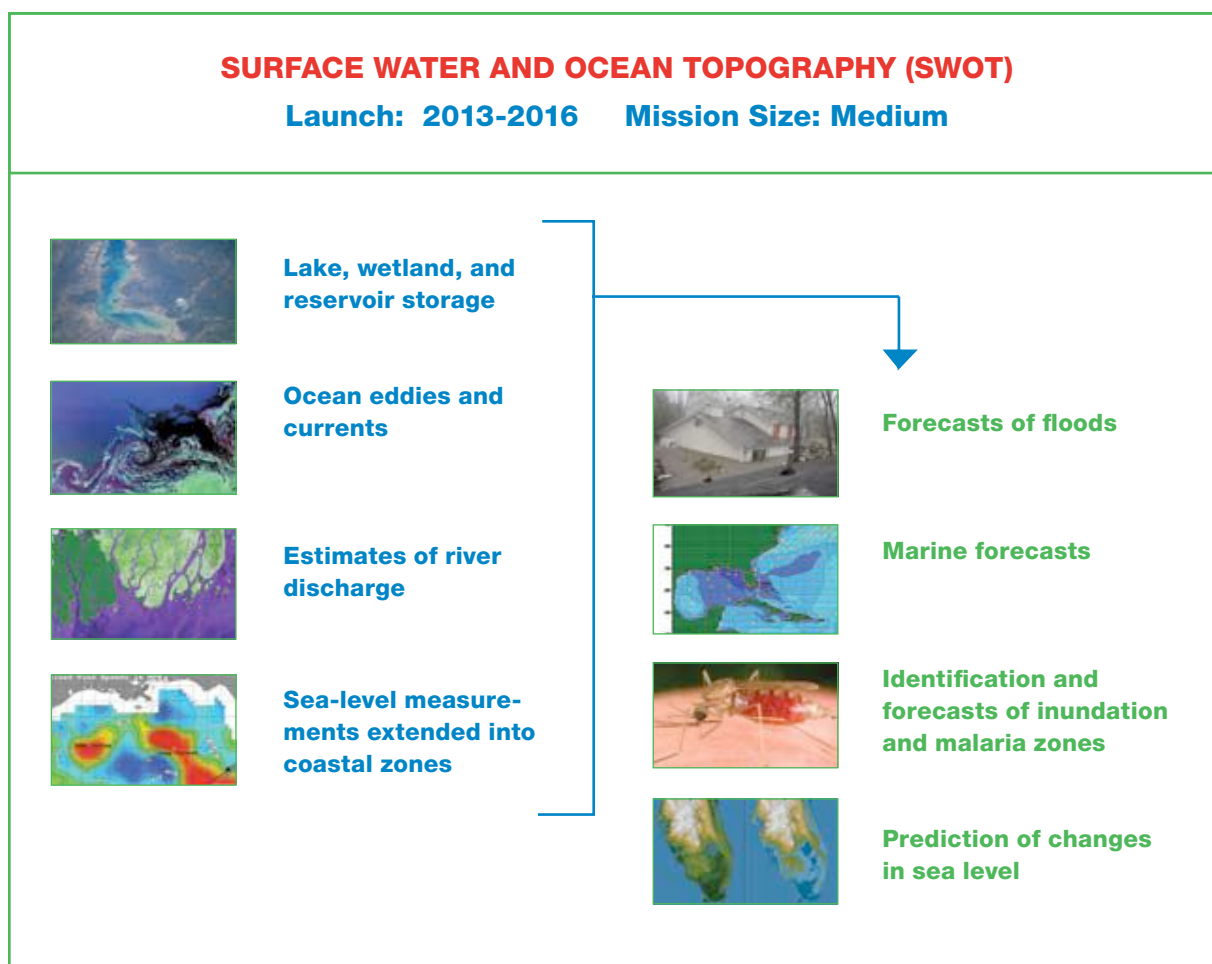 SURFACE WATER AND OCEAN TOPOGRAPHY (SWOT)
Launch: 2013-2016 Mission Size: Medium
Lake, wetland, and
reservoir storage
Ocean eddies and
currents
Estimates of river
discharge
Sea-level measure-
ments extended into
coastal zones
Forecasts of floods
Marine forecasts
Identification and
forecasts of inundation
and malaria zones
Prediction of changes
in sea level